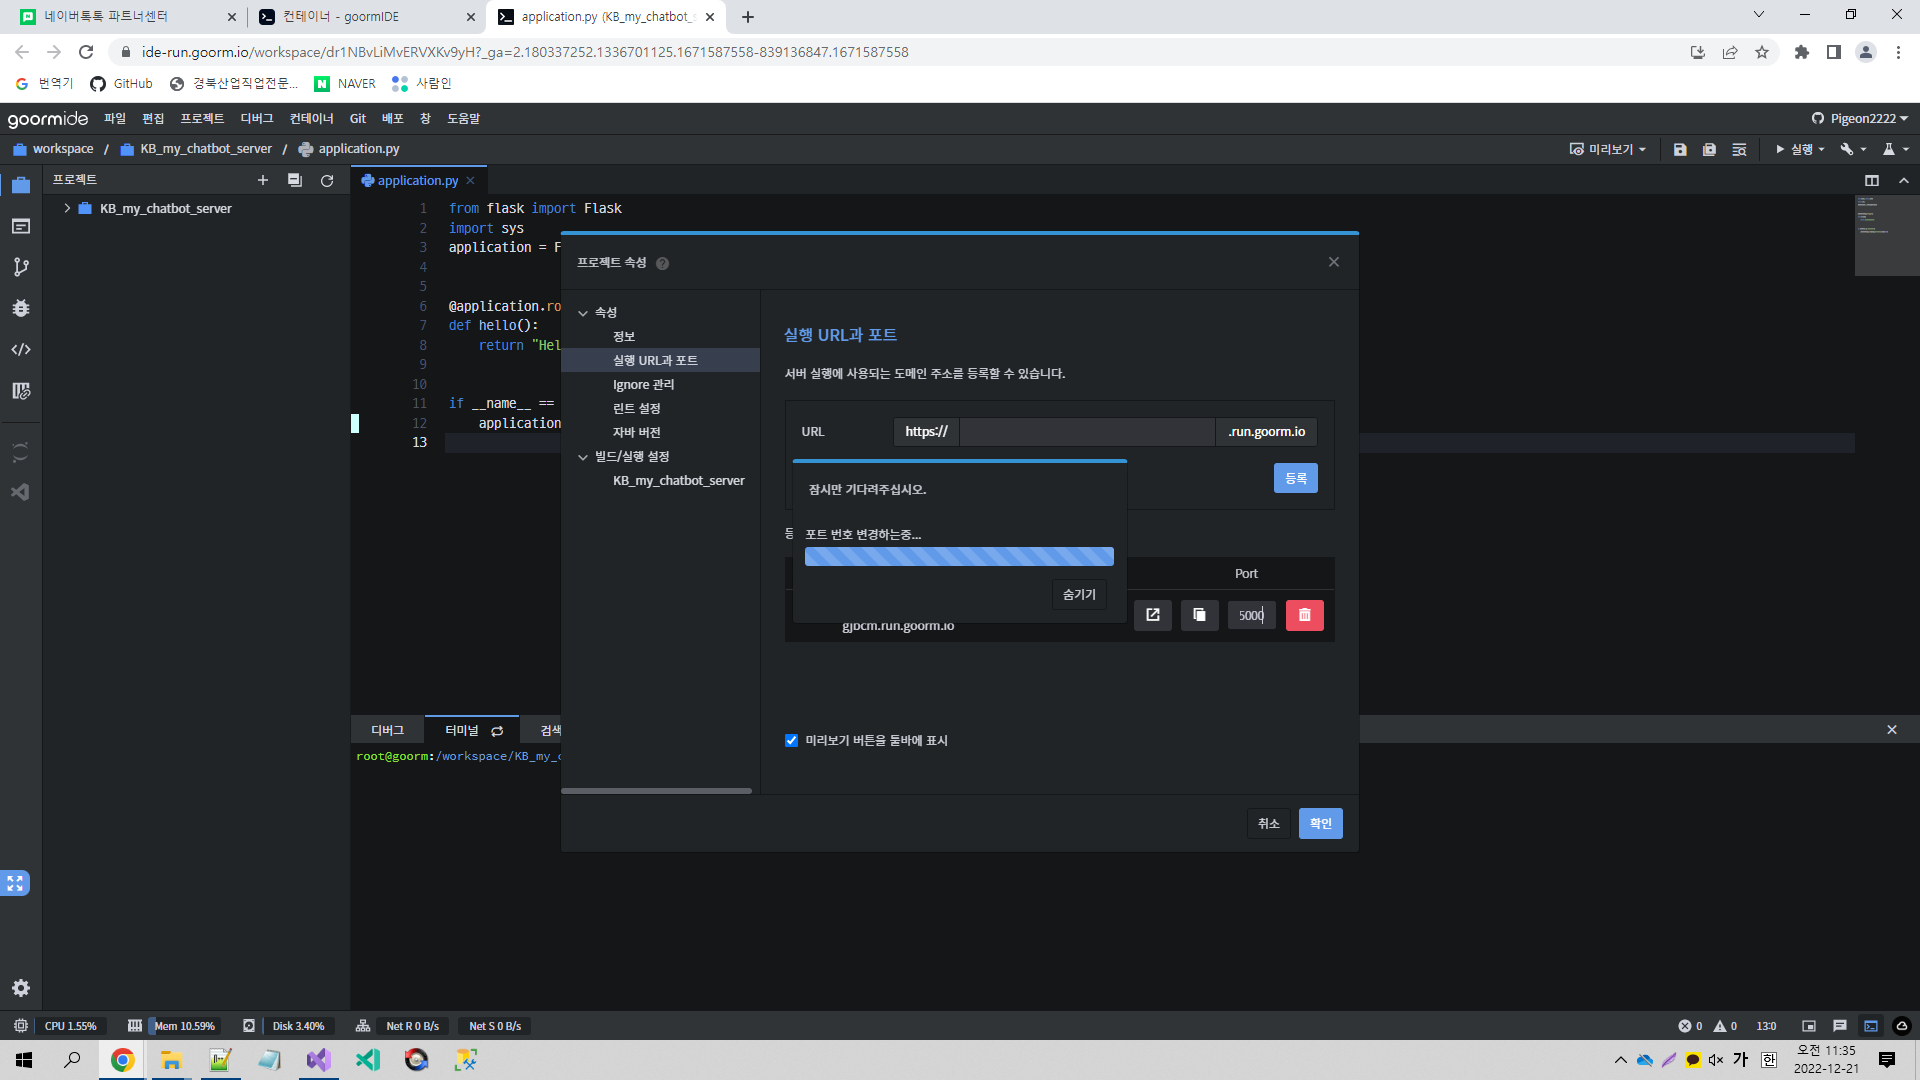 네이버톡톡 파트너센터
컨테이너 - goormIDE
application.py (KB_my_chatbot_s
ide-run.goorm.io/workspace/dr1NBvLiMvERVXKv9yH?_ga=2.180337252.1336701125.1671587558-839136847.1671587558
번역기
GitHub
경북산업직업전문...
NAVER
사람인
goormide
파일
편집
프로젝트
디버그
컨테이너
Git
배포
창
도움말
Pigeon2222
workspace / KB_my_chatbot_server / application.py
미리보기
실행
프로젝트
application.py
KB_my_chatbot_server
1 from flask import Flask
2 import sys
3 application = F
4
5
6 @application.ro
7 def hello():
8 return "Hel
9
10
11 if __name__ ==
12 application
13
프로젝트 속성
속성
정보
실행 URL과 포트
Ignore 관리
린트 설정
자바 버전
빌드/실행 설정
KB_my_chatbot_server
실행 URL과 포트
서버 실행에 사용되는 도메인 주소를 등록할 수 있습니다.
URL https:// .run.goorm.io
등록
잠시만 기다려주십시오.
포트 번호 변경하는중...
숨기기
Port
5000
gjbcm.run.goorm.io
미리보기 버튼을 툴바에 표시
취소
확인
디버그
터미널
검색
root@goorm:/workspace/KB_my_c
CPU 1.55%
Mem 10.59%
Disk 3.40%
Net R 0 B/s
Net S 0 B/s
0
0
13:0
가
한
오전 11:35
2022-12-21